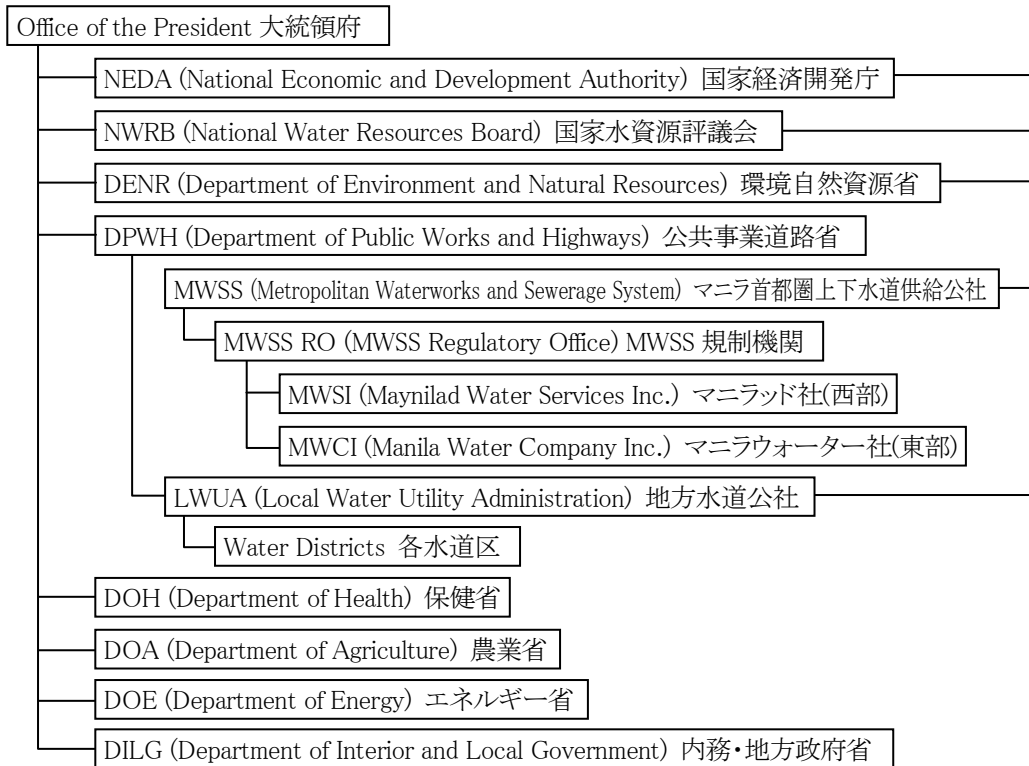 Office of the President 大統領府
NEDA (National Economic and Development Authority) 国家経済開発庁
NWRB (National Water Resources Board) 国家水資源評議会
DENR (Department of Environment and Natural Resources) 環境自然資源省
DPWH (Department of Public Works and Highways) 公共事業道路省
MWSS (Metropolitan Waterworks and Sewerage System) マニラ首都圏上下水道供給公社
MWSS RO (MWSS Regulatory Office) MWSS 規制機関
MWSI (Maynilad Water Services Inc.) マニラッド社(西部)
MWCI (Manila Water Company Inc.) マニラウォーター社(東部)
LWUA (Local Water Utility Administration) 地方水道公社
Water Districts 各水道区
DOH (Department of Health) 保健省
DOA (Department of Agriculture) 農業省
DOE (Department of Energy) エネルギー省
DILG (Department of Interior and Local Government) 内務・地方政府省